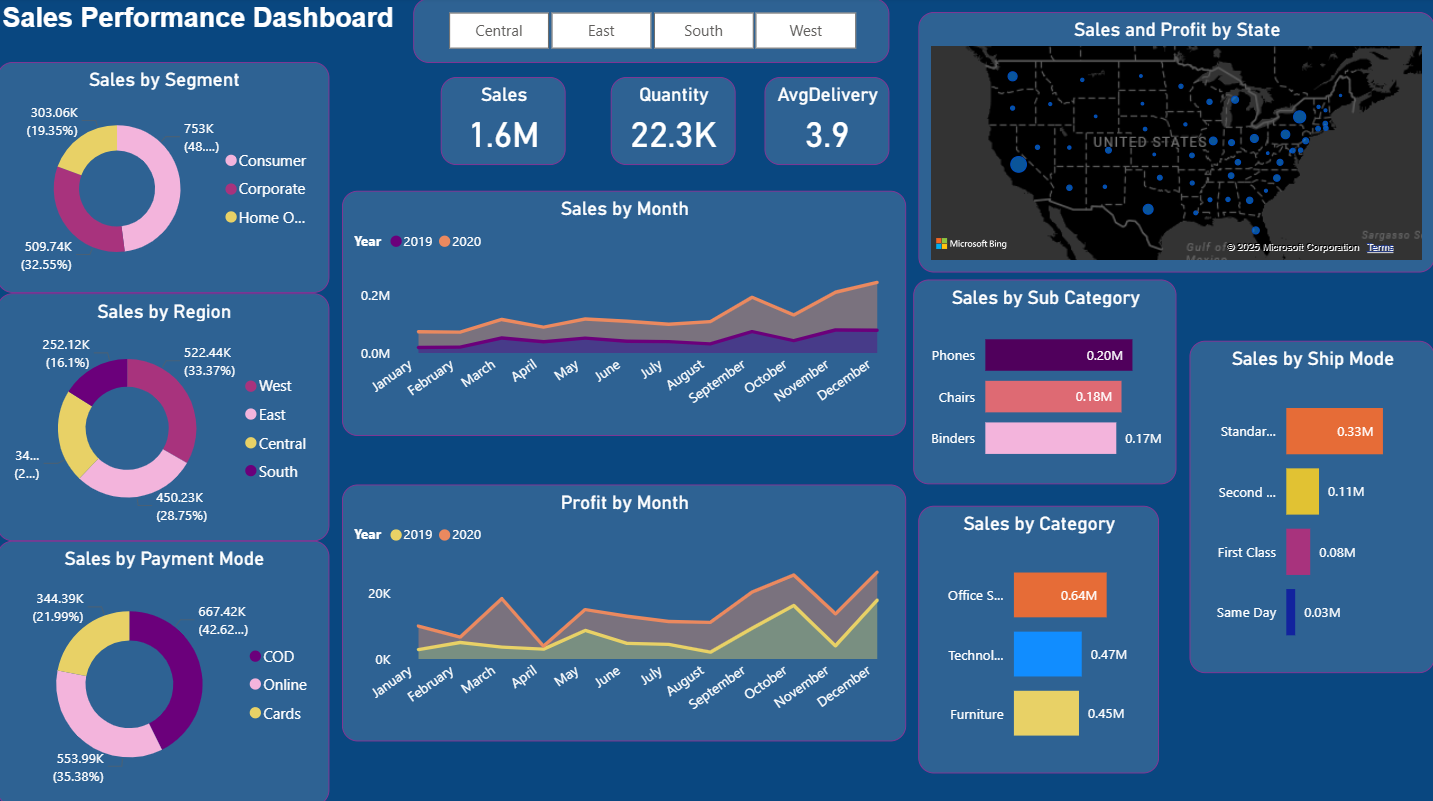 Sales Performance Dashboard
Central
East
South
West
Sales by Segment
303.06K
(19.35%)
753K
(48....)
509.74K
(32.55%)
Consumer
Corporate
Home O...
Sales
1.6M
Quantity
22.3K
AvgDelivery
3.9
Sales and Profit by State
UNITED STATES
Gulf of
Mexico
Sargasso S
Microsoft Bing
© 2025 Microsoft Corporation Terms
Sales by Region
252.12K
(16.1%)
522.44K
(33.37%)
34...
(2...)
450.23K
(28.75%)
West
East
Central
South
Sales by Month
Year 2019 2020
0.2M
0.0M
January
February
March
April
May
June
July
August
September
October
November
December
Sales by Sub Category
Phones 0.20M
Chairs 0.18M
Binders 0.17M
Sales by Ship Mode
Standar... 0.33M
Second ... 0.11M
First Class 0.08M
Same Day 0.03M
Sales by Payment Mode
344.39K
(21.99%)
667.42K
(42.62...)
553.99K
(35.38%)
COD
Online
Cards
Profit by Month
Year 2019 2020
20K
0K
January
February
March
April
May
June
July
August
September
October
November
December
Sales by Category
Office S... 0.64M
Technol... 0.47M
Furniture 0.45M